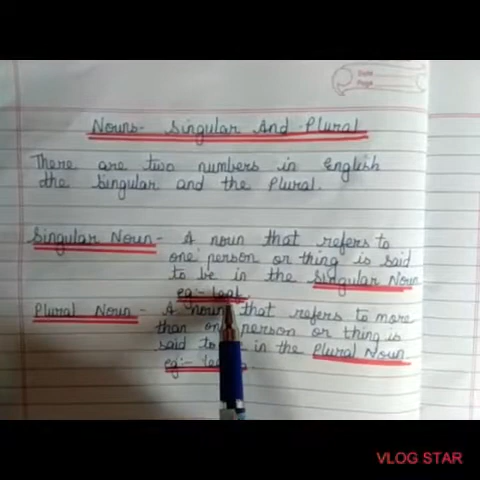 Date
Page
Nouns- Singular And Plural
There are two numbers in English
the Singular and the Plural.
Singular Noun - A noun that refers to
one person or thing is said
to be in the Singular Noun
eg:- leaf
Plural Noun - A noun that refers to more
than one person or thing is
said to be in the Plural Noun.
eg:-
VLOG STAR